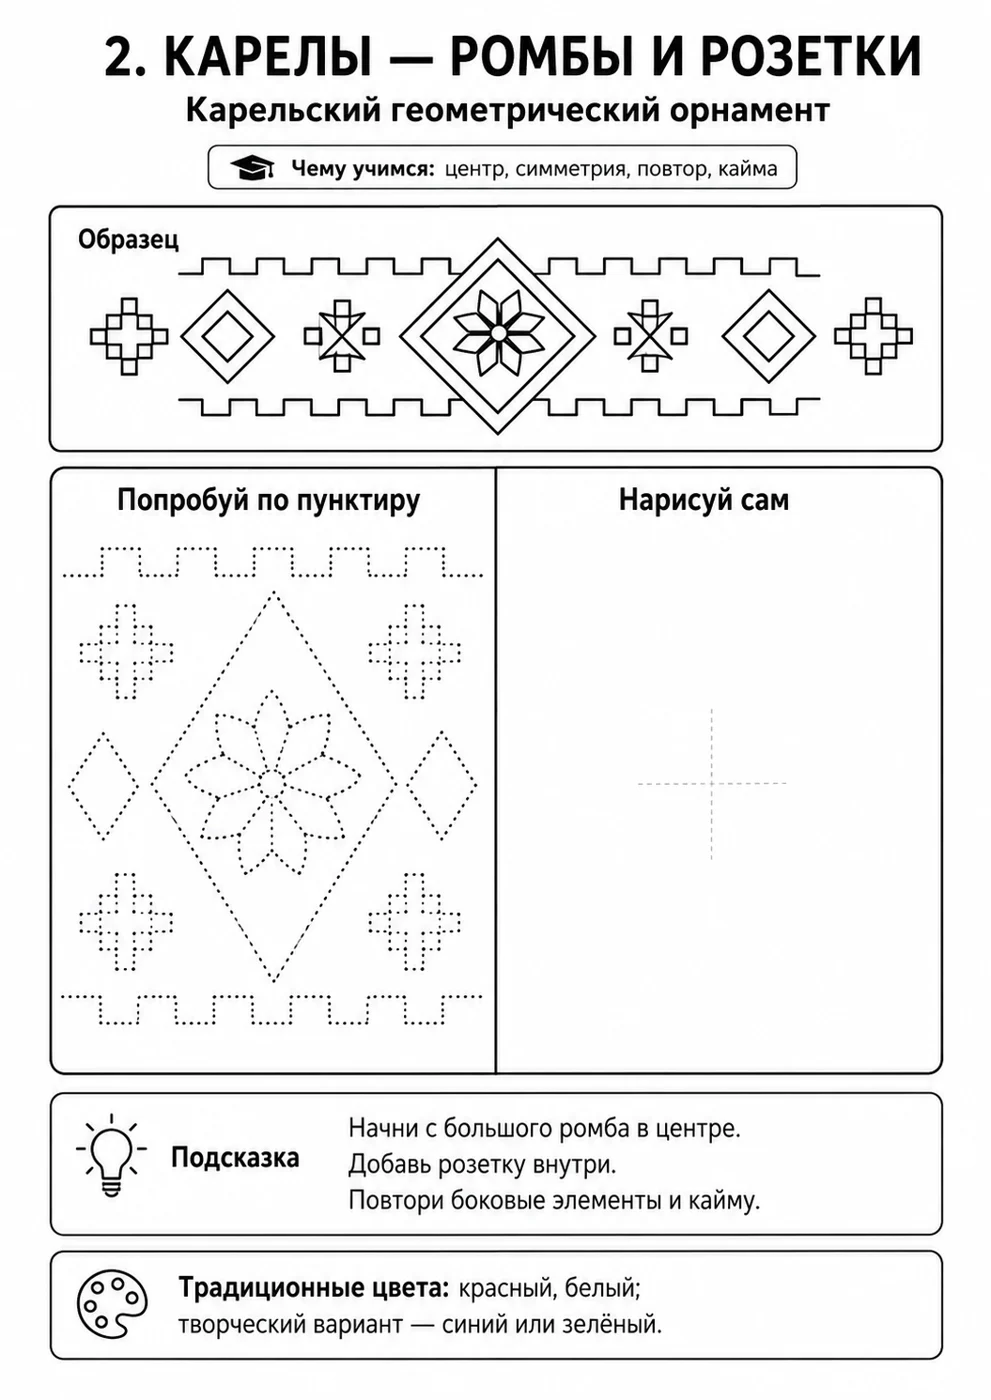 2. КАРЕЛЫ — РОМБЫ И РОЗЕТКИ
Карельский геометрический орнамент
Чему учимся: центр, симметрия, повтор, кайма
Образец
Попробуй по пунктиру
Нарисуй сам
Подсказка
Начни с большого ромба в центре.
Добавь розетку внутри.
Повтори боковые элементы и кайму.
Традиционные цвета: красный, белый;
творческий вариант — синий или зелёный.